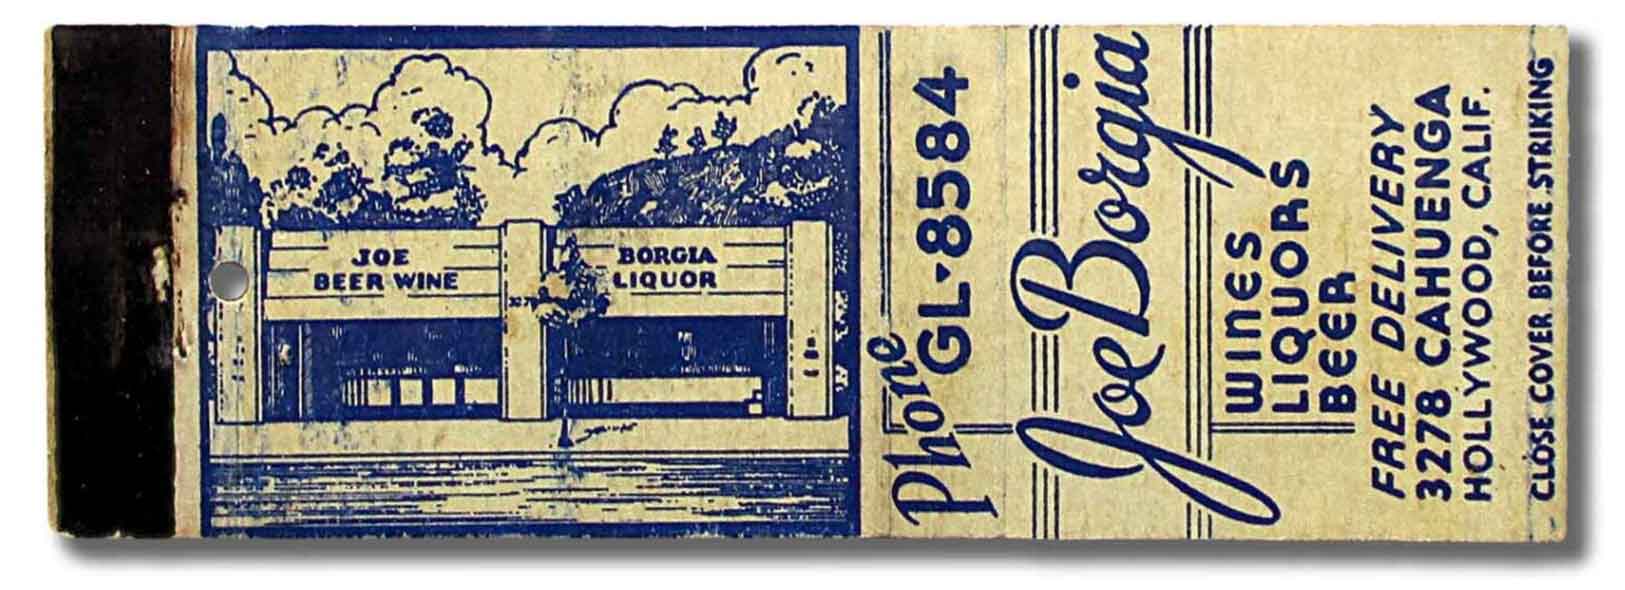 JOE
BEER WINE
BORGIA
LIQUOR
Phone
GL-8584
Joe Borgia
WINES
LIQUORS
BEER
FREE DELIVERY
3278 CAHUENGA
HOLLYWOOD, CALIF.
CLOSE COVER BEFORE STRIKING